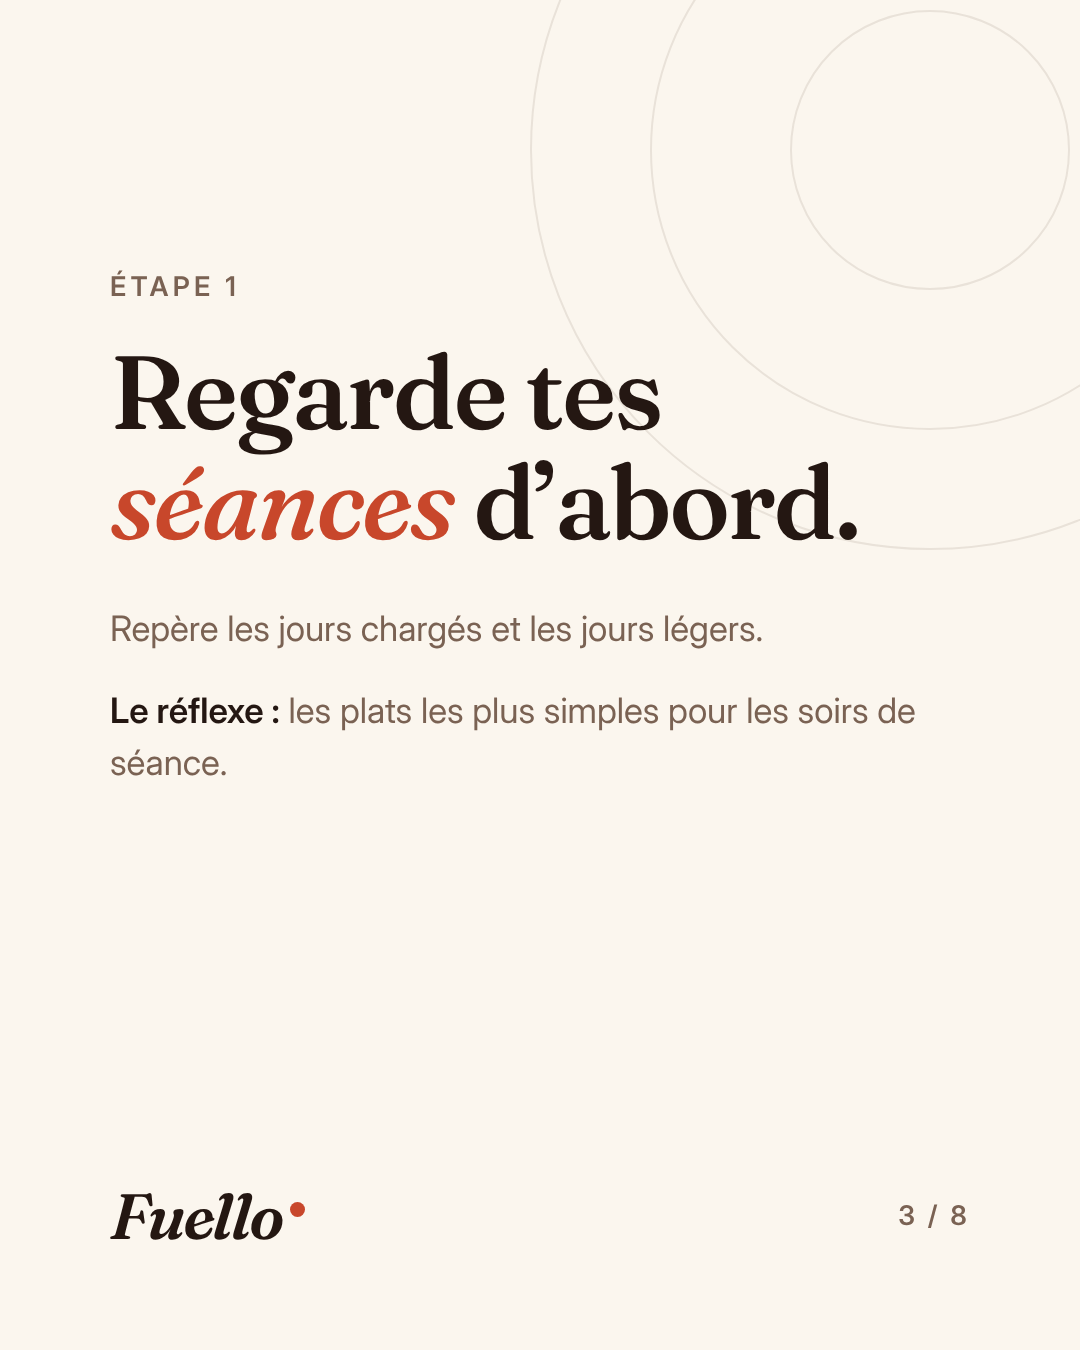 ÉTAPE 1
Regarde tes
séances d’abord.
Repère les jours chargés et les jours légers.
Le réflexe : les plats les plus simples pour les soirs de
séance.
Fuello
3 / 8